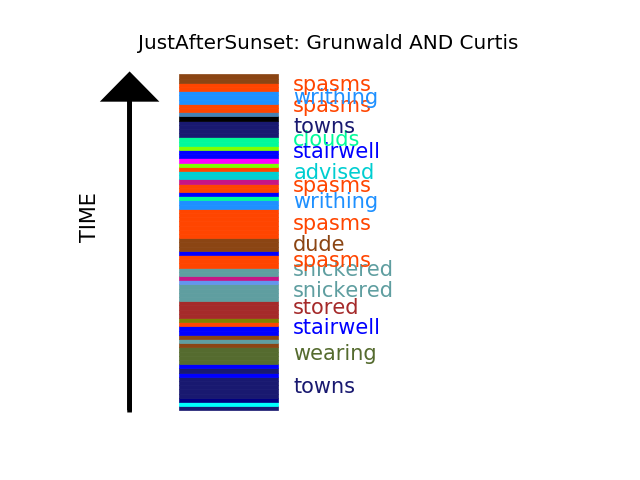 JustAfterSunset: Grunwald AND Curtis
spasms
writhing
spasms
towns
clouds
stairwell
advised
spasms
writhing
spasms
dude
spasms
snickered
snickered
stored
stairwell
wearing
towns
TIME